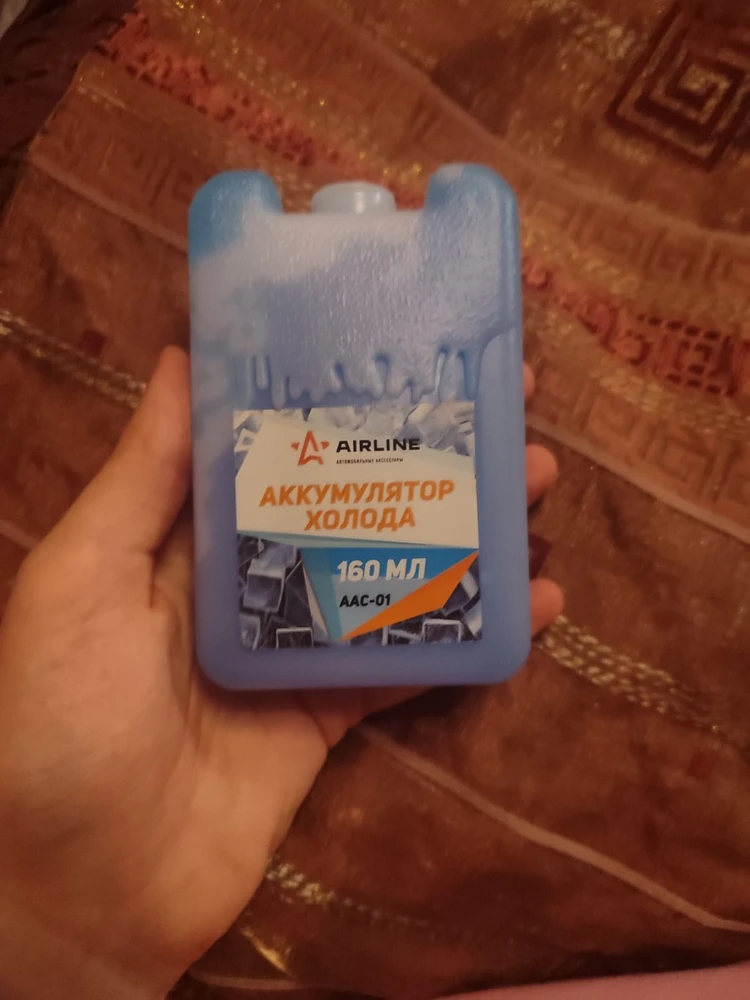 AIRLINE
АВТОМОБИЛЬНЫЕ АКСЕССУАРЫ
АККУМУЛЯТОР
ХОЛОДА
160 МЛ
AAC-01